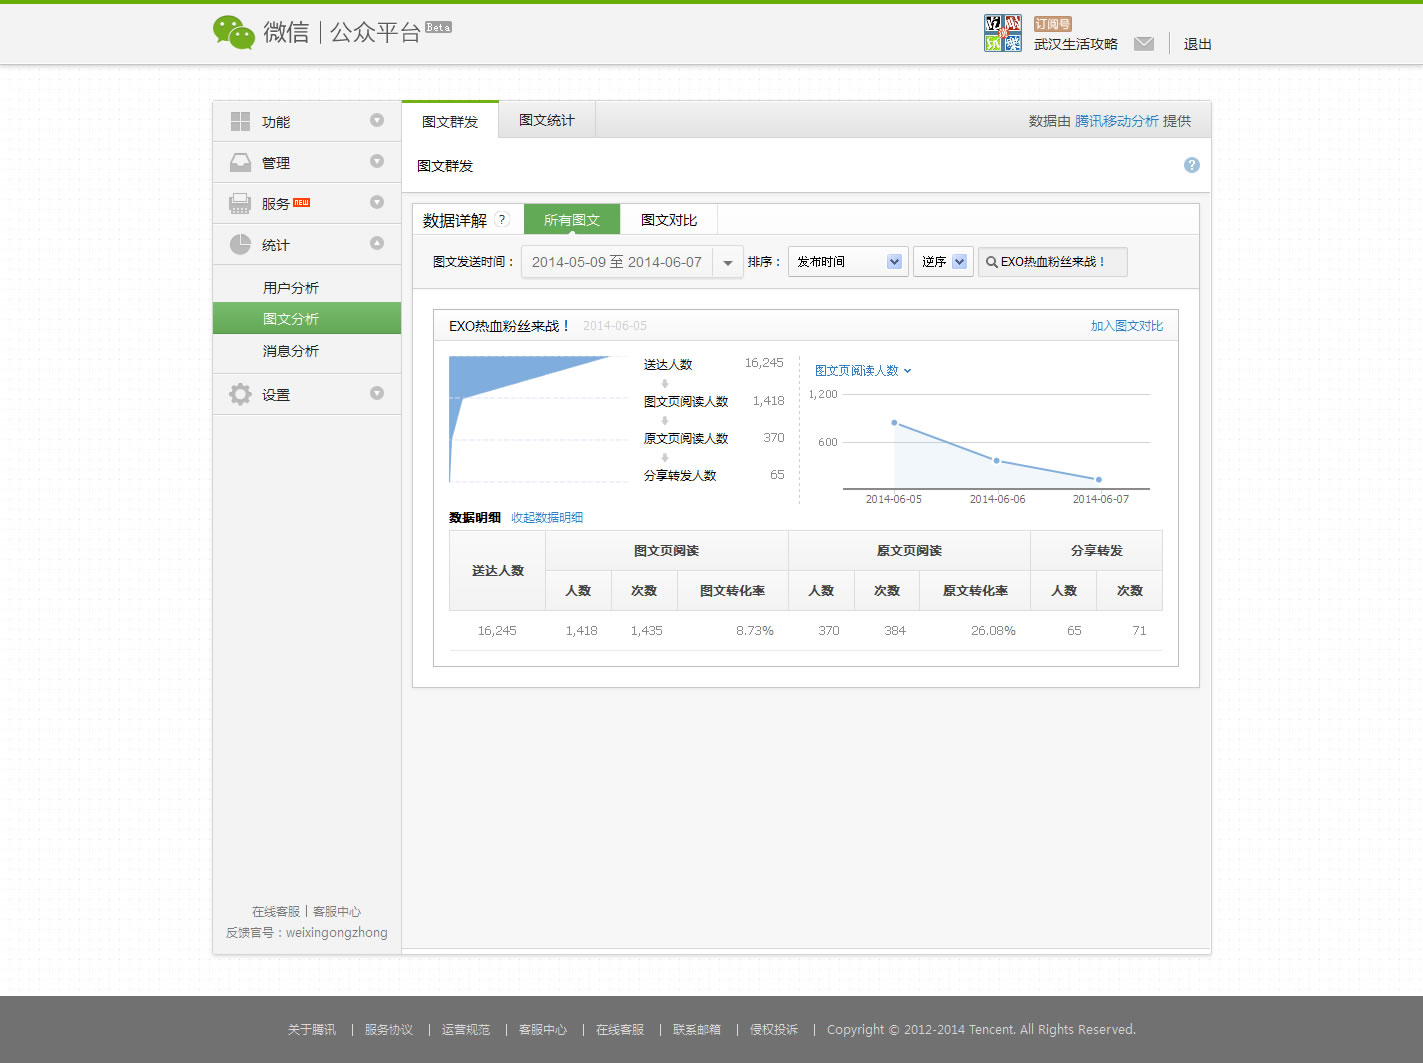 微信 | 公众平台 Beta
订阅号
武汉生活攻略
退出
功能
管理
服务 NEW
统计
用户分析
图文分析
消息分析
设置
在线客服 | 客服中心
反馈官号：weixingongzhong
图文群发 图文统计 数据由 腾讯移动分析 提供
图文群发 ?
数据详解 ? 所有图文 图文对比
图文发送时间： 2014-05-09 至 2014-06-07 排序： 发布时间 逆序 EXO热血粉丝来战！
EXO热血粉丝来战！ 2014-06-05 加入图文对比
送达人数 16,245
图文页阅读人数 1,418
原文页阅读人数 370
分享转发人数 65
图文页阅读人数
1,200
600
2014-06-05 2014-06-06 2014-06-07
数据明细 收起数据明细
送达人数 图文页阅读 原文页阅读 分享转发
人数 次数 图文转化率 人数 次数 原文转化率 人数 次数
16,245 1,418 1,435 8.73% 370 384 26.08% 65 71
关于腾讯 | 服务协议 | 运营规范 | 客服中心 | 在线客服 | 联系邮箱 | 侵权投诉 | Copyright © 2012-2014 Tencent. All Rights Reserved.